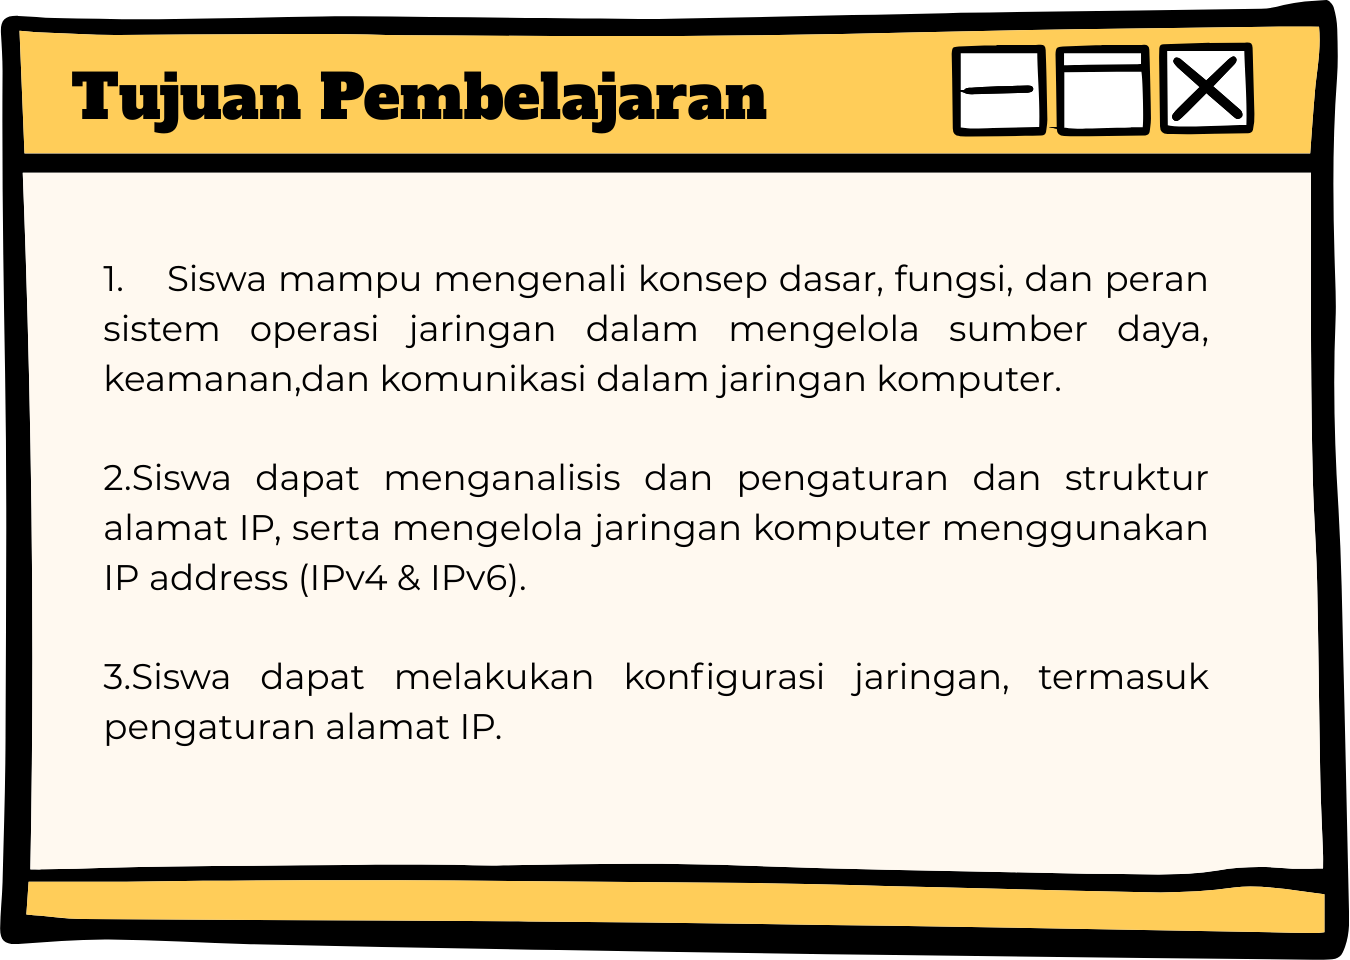 Tujuan Pembelajaran
1. Siswa mampu mengenali konsep dasar, fungsi, dan peran
sistem operasi jaringan dalam mengelola sumber daya,
keamanan,dan komunikasi dalam jaringan komputer.
2.Siswa dapat menganalisis dan pengaturan dan struktur
alamat IP, serta mengelola jaringan komputer menggunakan
IP address (IPv4 & IPv6).
3.Siswa dapat melakukan konfigurasi jaringan, termasuk
pengaturan alamat IP.